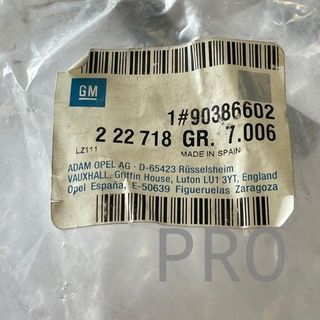 GM
1#90386602
2 22 718 GR. 7.006
LZ111
MADE IN SPAIN
ADAM OPEL AG - D-65423 Rüsselsheim
VAUXHALL, Griffin House, Luton LU1 3YT, England
Opel España, E-50639 Figueruelas Zaragoza
PRO